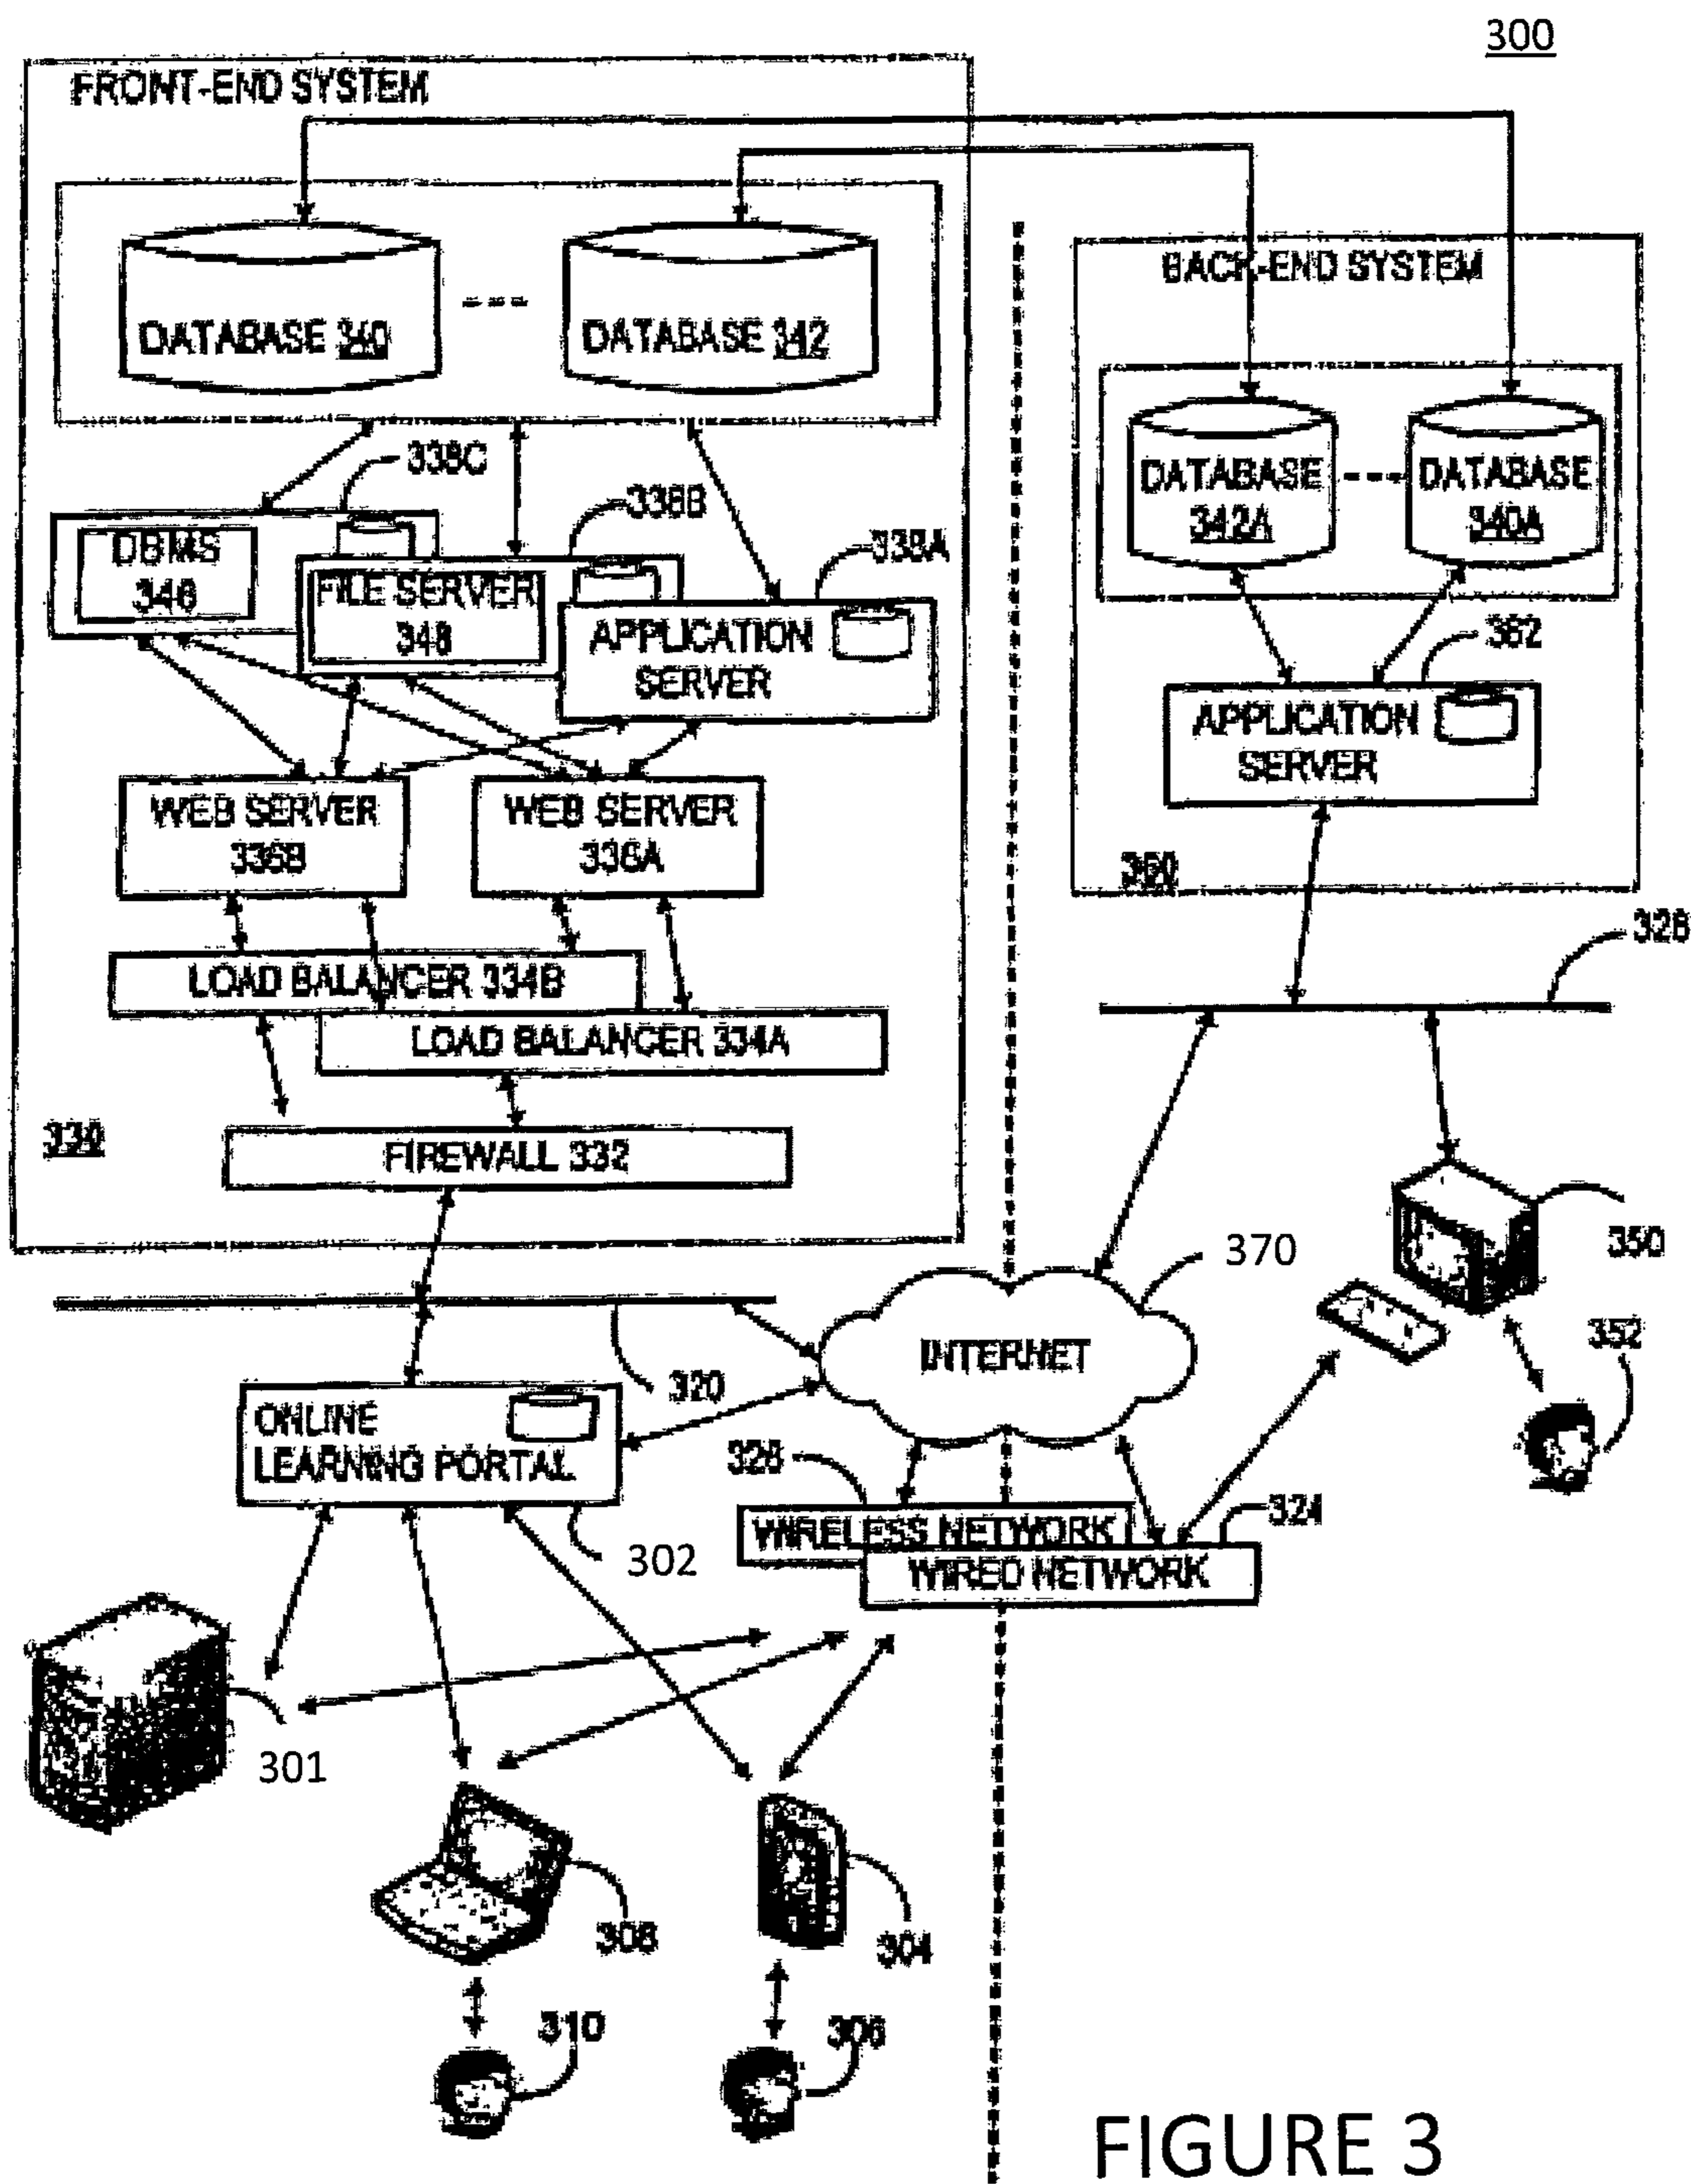 300
FRONT-END SYSTEM
BACK-END SYSTEM
DATABASE 340
---
DATABASE 342
DATABASE
342A
---
DATABASE
340A
338C
338B
338A
DBMS
346
FILE SERVER
348
APPLICATION
SERVER
362
APPLICATION
SERVER
WEB SERVER
336B
WEB SERVER
336A
360
328
LOAD BALANCER 334B
LOAD BALANCER 334A
330
FIREWALL 332
370
350
INTERNET
352
320
ONLINE
LEARNING PORTAL
326
324
WIRELESS NETWORK
WIRED NETWORK
302
301
308
304
310
306
FIGURE 3